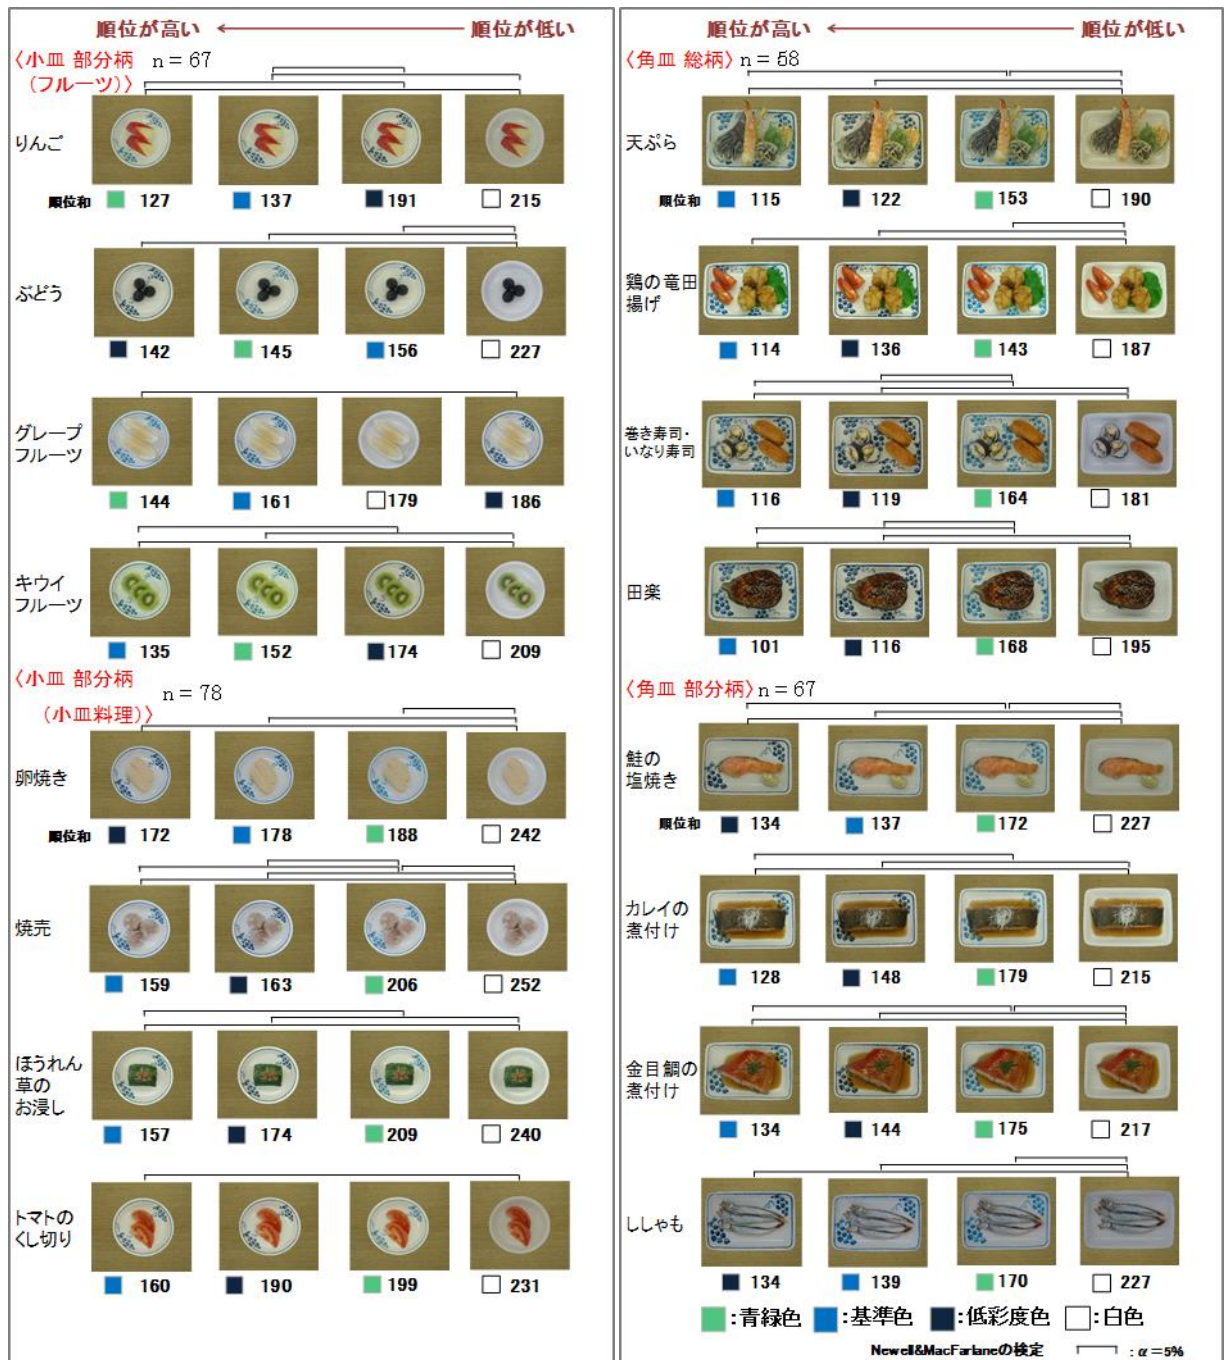 順位が高い ← 順位が低い
〈小皿 部分柄 n = 67
(フルーツ)〉
りんご
順位和 127 137 191 215
ぶどう
142 145 156 227
グレープ
フルーツ
144 161 179 186
キウイ
フルーツ
135 152 174 209
〈小皿 部分柄 n = 78
(小皿料理)〉
卵焼き
順位和 172 178 188 242
焼売
159 163 206 252
ほうれん
草の
お浸し
157 174 209 240
トマトの
くし切り
160 190 199 231
順位が高い ← 順位が低い
〈角皿 総柄〉n = 58
天ぷら
順位和 115 122 153 190
鶏の竜田
揚げ
114 136 143 187
巻き寿司・
いなり寿司
116 119 164 181
田楽
101 116 168 195
〈角皿 部分柄〉n = 67
鮭の
塩焼き
順位和 134 137 172 227
カレイの
煮付け
128 148 179 215
金目鯛の
煮付け
134 144 175 217
ししゃも
134 139 170 227
:青緑色 :基準色 :低彩度色 :白色
Newell&MacFarlaneの検定 :α=5%